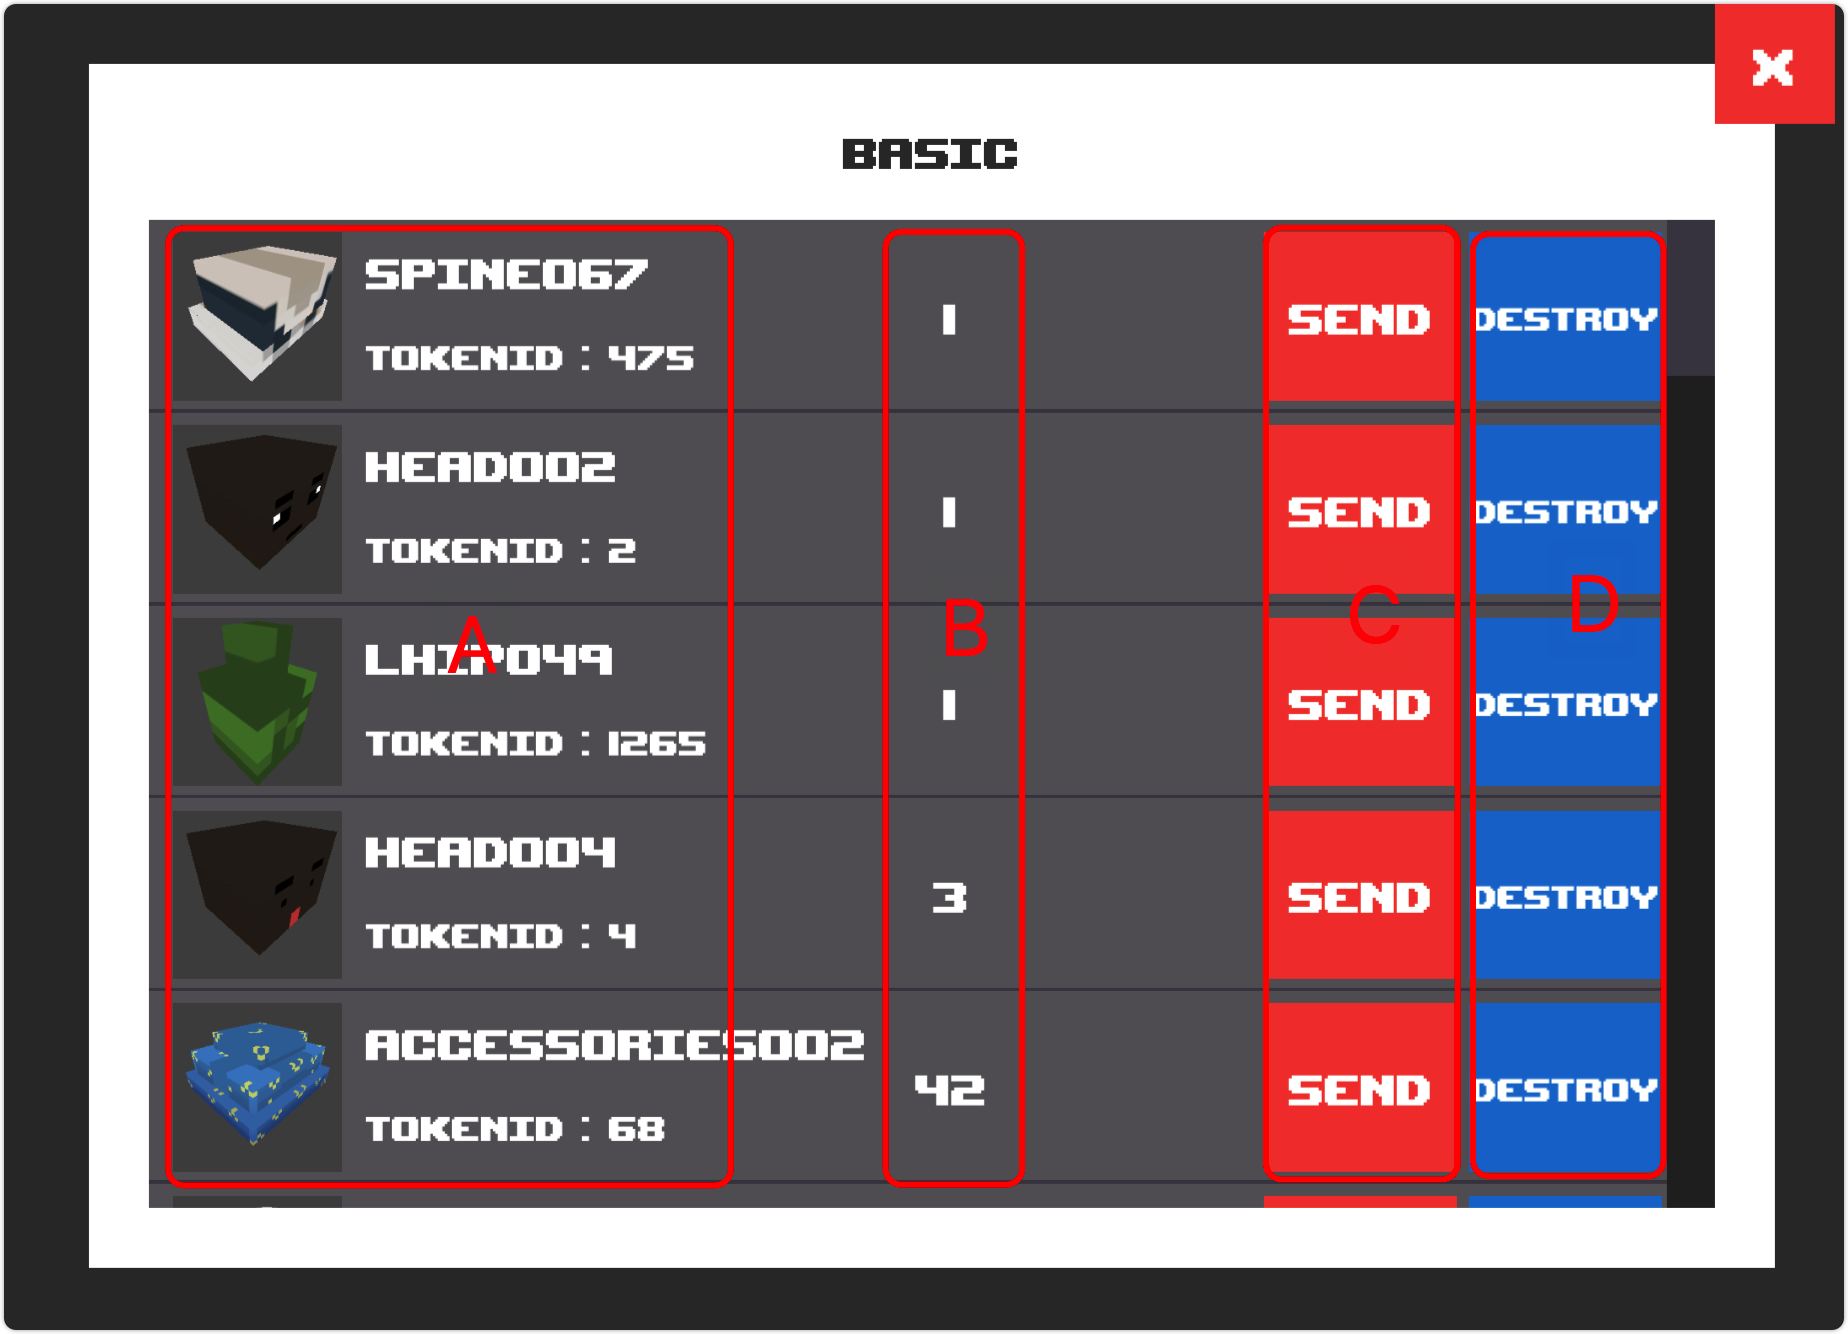 BASIC
SPINE067
TOKENID : 475
1
SEND
DESTROY
HEAD002
TOKENID : 2
1
SEND
DESTROY
A
B
C
D
LHIP049
TOKENID : 1265
1
SEND
DESTROY
HEAD004
TOKENID : 4
3
SEND
DESTROY
ACCESSORIES002
TOKENID : 68
42
SEND
DESTROY